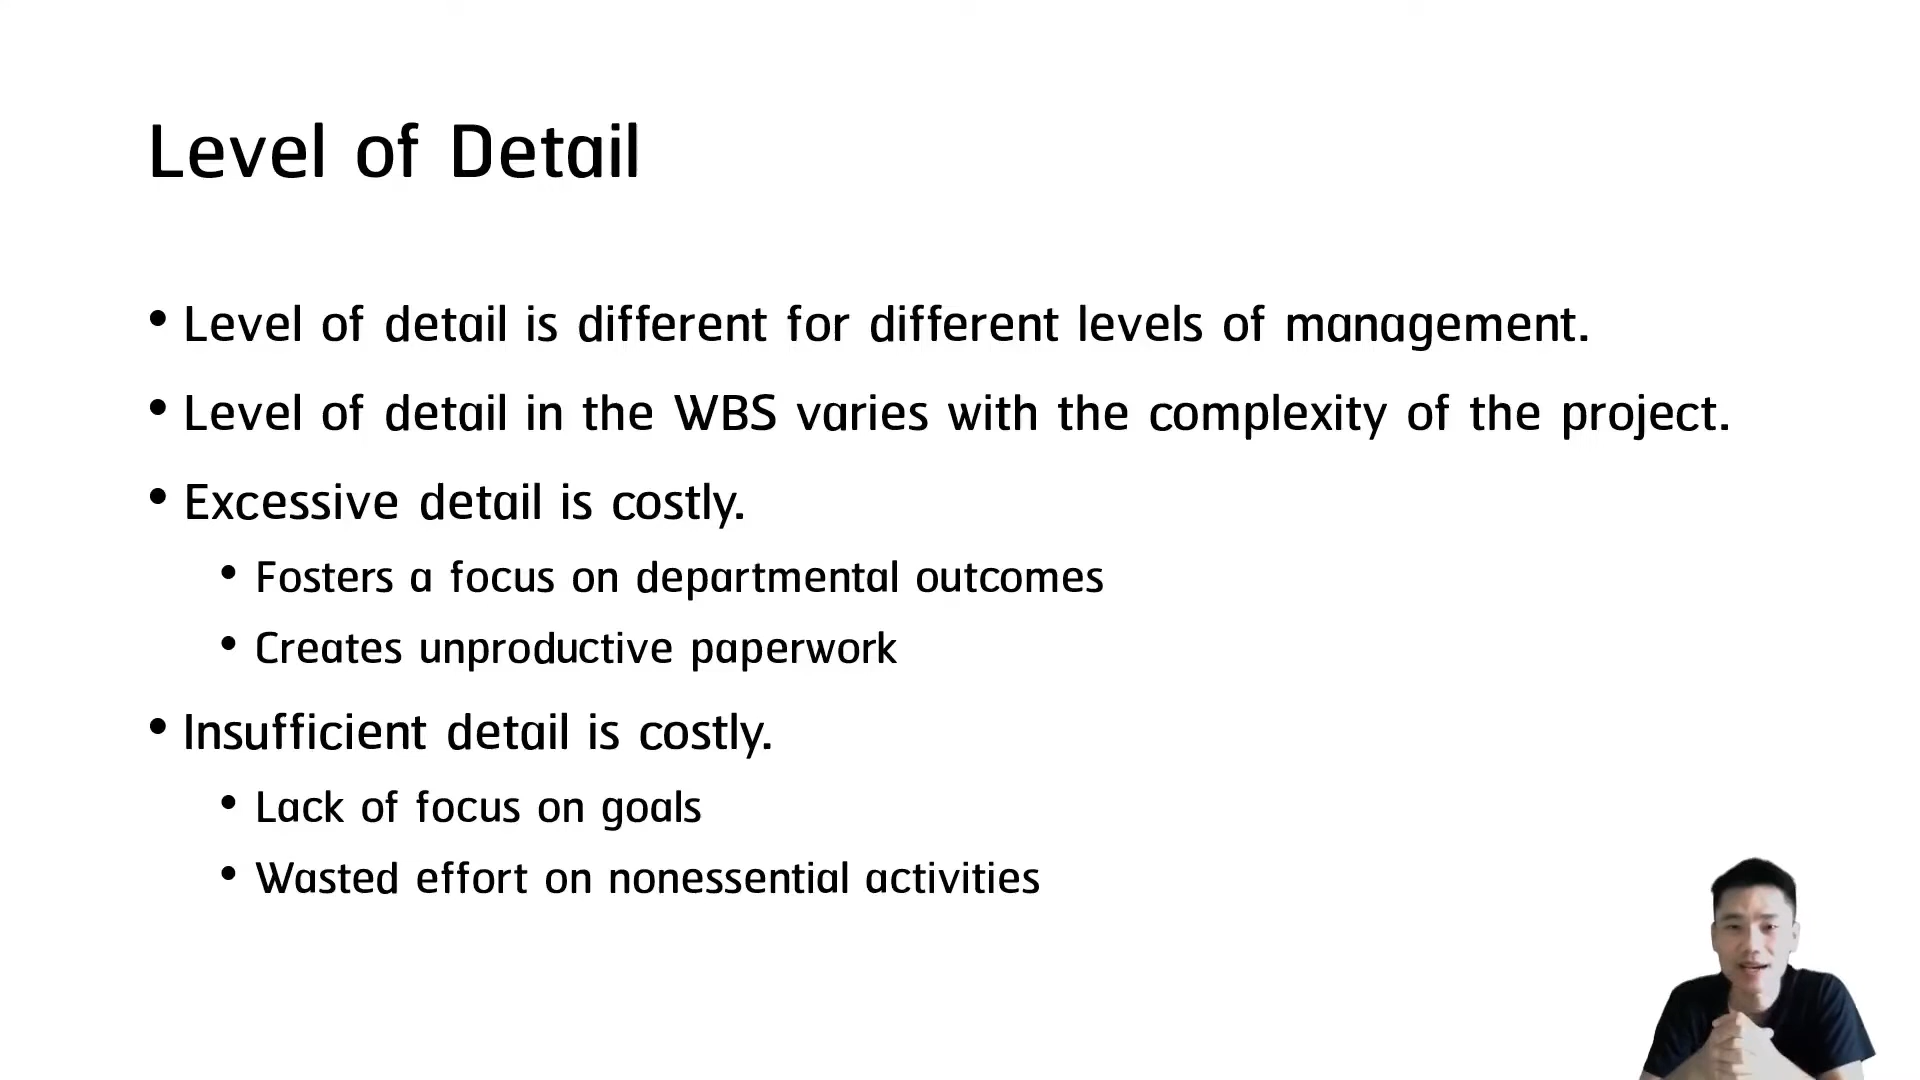 Level of Detail
• Level of detail is different for different levels of management.
• Level of detail in the WBS varies with the complexity of the project.
• Excessive detail is costly.
• Fosters a focus on departmental outcomes
• Creates unproductive paperwork
• Insufficient detail is costly.
• Lack of focus on goals
• Wasted effort on nonessential activities